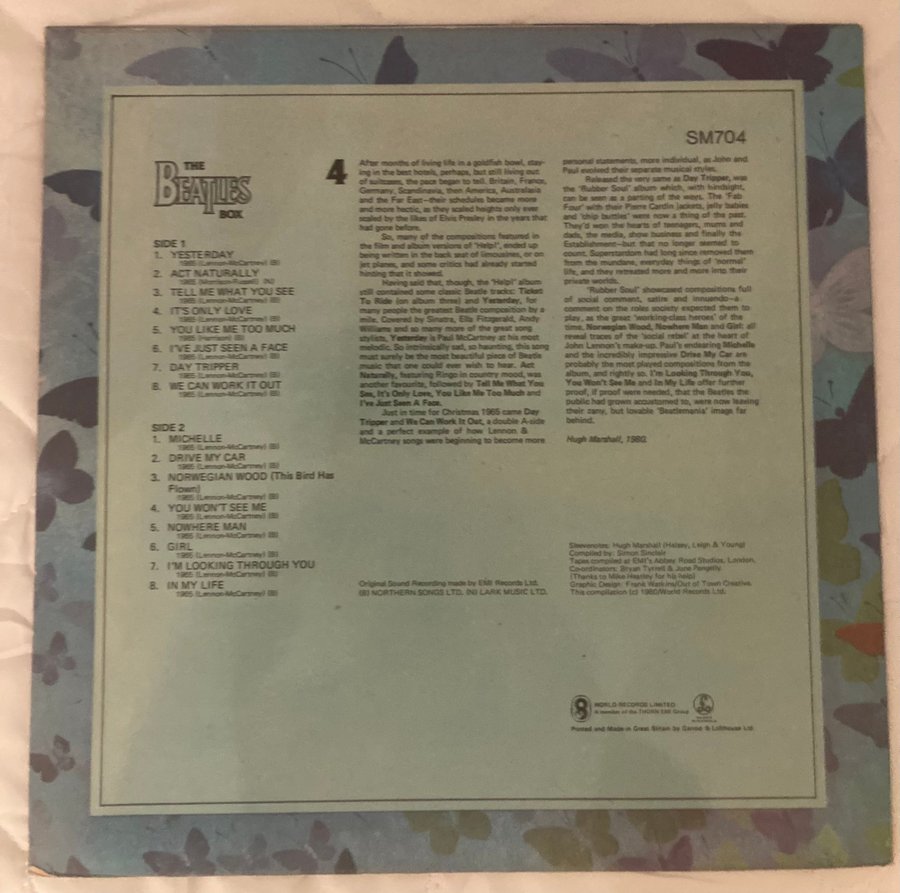 SM704
THE
BEATLES
BOX
SIDE 1
1. YESTERDAY
1965 (Lennon-McCartney) (B)
2. ACT NATURALLY
1965 (Morrison-Russell) (N)
3. TELL ME WHAT YOU SEE
1965 (Lennon-McCartney) (B)
4. IT'S ONLY LOVE
1965 (Lennon-McCartney) (B)
5. YOU LIKE ME TOO MUCH
1965 (Harrison) (B)
6. I'VE JUST SEEN A FACE
1965 (Lennon-McCartney) (B)
7. DAY TRIPPER
1965 (Lennon-McCartney) (B)
8. WE CAN WORK IT OUT
1965 (Lennon-McCartney) (B)
SIDE 2
1. MICHELLE
1965 (Lennon-McCartney) (B)
2. DRIVE MY CAR
1965 (Lennon-McCartney) (B)
3. NORWEGIAN WOOD (This Bird Has
Flown)
1965 (Lennon-McCartney) (B)
4. YOU WON'T SEE ME
1965 (Lennon-McCartney) (B)
5. NOWHERE MAN
1965 (Lennon-McCartney) (B)
6. GIRL
1965 (Lennon-McCartney) (B)
7. I'M LOOKING THROUGH YOU
1965 (Lennon-McCartney) (B)
8. IN MY LIFE
1965 (Lennon-McCartney) (B)
4
After months of living life in a goldfish bowl, stay-
ing in the best hotels, perhaps, but still living out
of suitcases, the pace began to tell. Britain, France,
Germany, Scandinavia, then America, Australasia
and the Far East—their schedules became more
and more hectic, as they scaled heights only ever
scaled by the likes of Elvis Presley in the years that
had gone before.
So, many of the compositions featured in
the film and album versions of 'Help!', ended up
being written in the back seat of limousines, or on
jet planes, and some critics had already started
hinting that it showed.
Having said that, though, the 'Help!' album
still contained some classic Beatle tracks: Ticket
To Ride (on album three) and Yesterday, for
many people the greatest Beatle composition by a
mile. Covered by Sinatra, Ella Fitzgerald, Andy
Williams and so many more of the great song
stylists, Yesterday is Paul McCartney at his most
melodic. So intrinsically sad, so haunting, this song
must surely be the most beautiful piece of Beatle
music that one could ever wish to hear. Act
Naturally, featuring Ringo in country mood, was
another favourite, followed by Tell Me What You
See, It's Only Love, You Like Me Too Much and
I've Just Seen A Face.
Just in time for Christmas 1965 came Day
Tripper and We Can Work It Out, a double A-side
and a perfect example of how Lennon &
McCartney songs were beginning to become more
personal statements, more individual, as John and
Paul evolved their separate musical styles.
Released the very same as Day Tripper, was
the 'Rubber Soul' album which, with hindsight,
can be seen as a parting of the ways. The 'Fab
Four' with their Pierre Cardin jackets, jelly babies
and 'chip butties' were now a thing of the past.
They'd won the hearts of teenagers, mums and
dads, the media, show business and finally the
Establishment—but that no longer seemed to
count. Superstardom had long since removed them
from the mundane, everyday things of 'normal'
life, and they retreated more and more into their
private worlds.
'Rubber Soul' showcased compositions full
of social comment, satire and innuendo—a
comment on the roles society expected them to
play, as the great 'working-class heroes' of the
time. Norwegian Wood, Nowhere Man and Girl: all
reveal traces of the 'social rebel' at the heart of
John Lennon's make-up. Paul's endearing Michelle
and the incredibly impressive Drive My Car are
probably the most played compositions from the
album, and rightly so. I'm Looking Through You,
You Won't See Me and In My Life offer further
proof, if proof were needed, that the Beatles the
public had grown accustomed to, were now leaving
their zany, but lovable 'Beatlemania' image far
behind.
Hugh Marshall, 1980.
Original Sound Recording made by EMI Records Ltd.
(B) NORTHERN SONGS LTD. (N) LARK MUSIC LTD.
Sleevenotes: Hugh Marshall (Halsey, Leigh & Young)
Compiled by: Simon Sinclair
Tapes compiled at EMI's Abbey Road Studios, London.
Co-ordinators: Bryan Tyrrell & June Pengelly.
(Thanks to Mike Heatley for his help)
Graphic Design: Frank Watkins/Out of Town Creative.
This compilation (c) 1980/World Records Ltd.
WORLD RECORDS LIMITED
A member of the THORN EMI Group
Printed and Made in Great Britain by Garrod & Lofthouse Ltd.